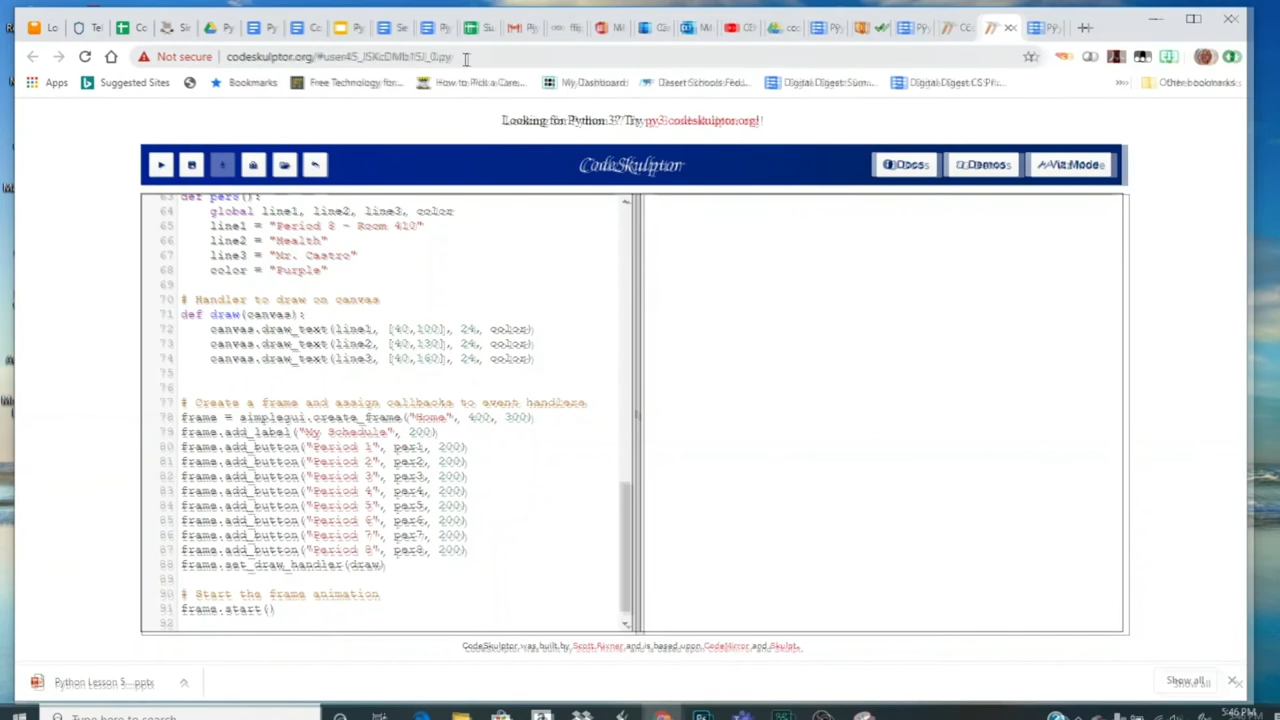 Not secure
codeskulptor.org/#user45_
Apps
Suggested Sites
Bookmarks
Free Technology for...
How to Pick a Care...
My Dashboard
Desert Schools Fed...
Digital Digest Sum...
Digital Digest CS Pr...
Other bookmarks
Looking for Python 3? Try py3.codeskulptor.org!
CodeSkulptor
Docs
Demos
Viz Mode
63 def per8():
64 global line1, line2, line3, color
65 line1 = "Period 8 - Room 410"
66 line2 = "Health"
67 line3 = "Mr. Castro"
68 color = "Purple"
69
70 # Handler to draw on canvas
71 def draw(canvas):
72 canvas.draw_text(line1, [40,100], 24, color)
73 canvas.draw_text(line2, [40,130], 24, color)
74 canvas.draw_text(line3, [40,160], 24, color)
75
76
77 # Create a frame and assign callbacks to event handlers
78 frame = simplegui.create_frame("Home", 400, 300)
79 frame.add_label("My Schedule", 200)
80 frame.add_button("Period 1", per1, 200)
81 frame.add_button("Period 2", per2, 200)
82 frame.add_button("Period 3", per3, 200)
83 frame.add_button("Period 4", per4, 200)
84 frame.add_button("Period 5", per5, 200)
85 frame.add_button("Period 6", per6, 200)
86 frame.add_button("Period 7", per7, 200)
87 frame.add_button("Period 8", per8, 200)
88 frame.set_draw_handler(draw)
89
90 # Start the frame animation
91 frame.start()
92
CodeSkulptor was built by Scott Rixner and is based upon CodeMirror and Skulpt.
Python Lesson 5....pptx
Show all
Type here to search
5:46 PM